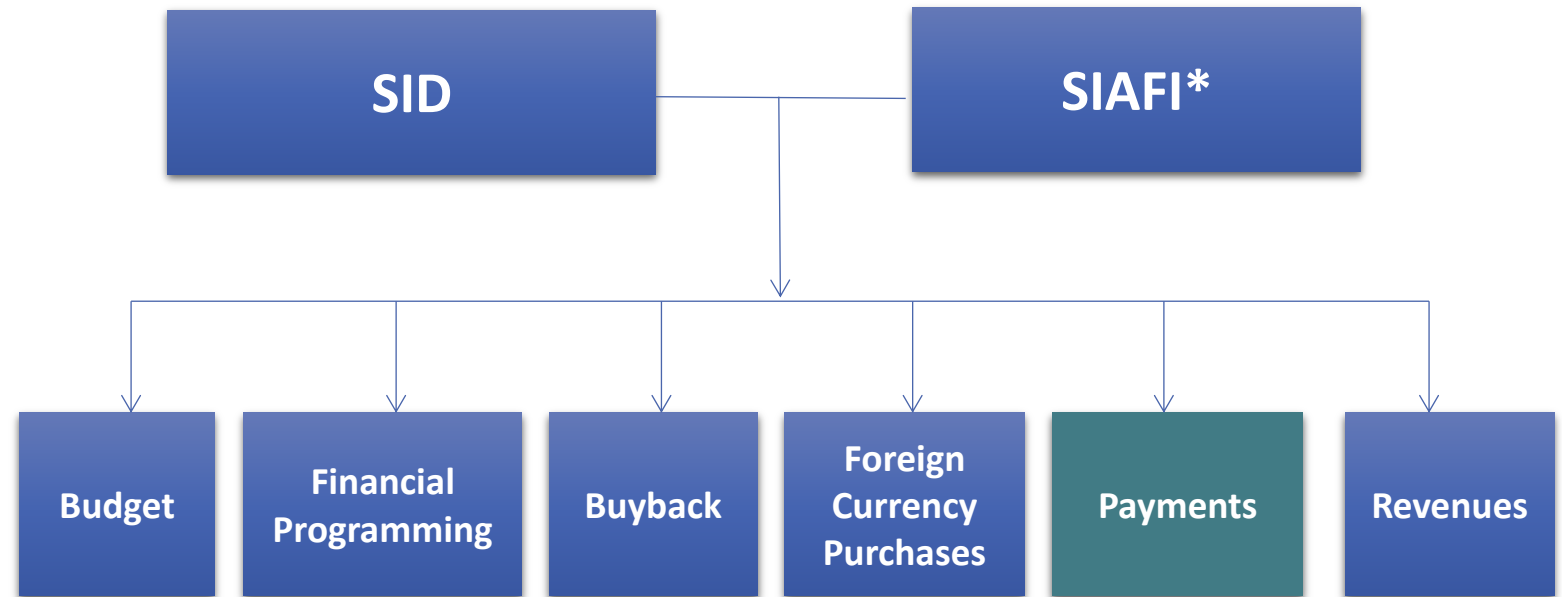 SID
SIAFI*
Budget
Financial
Programming
Buyback
Foreign
Currency
Purchases
Payments
Revenues